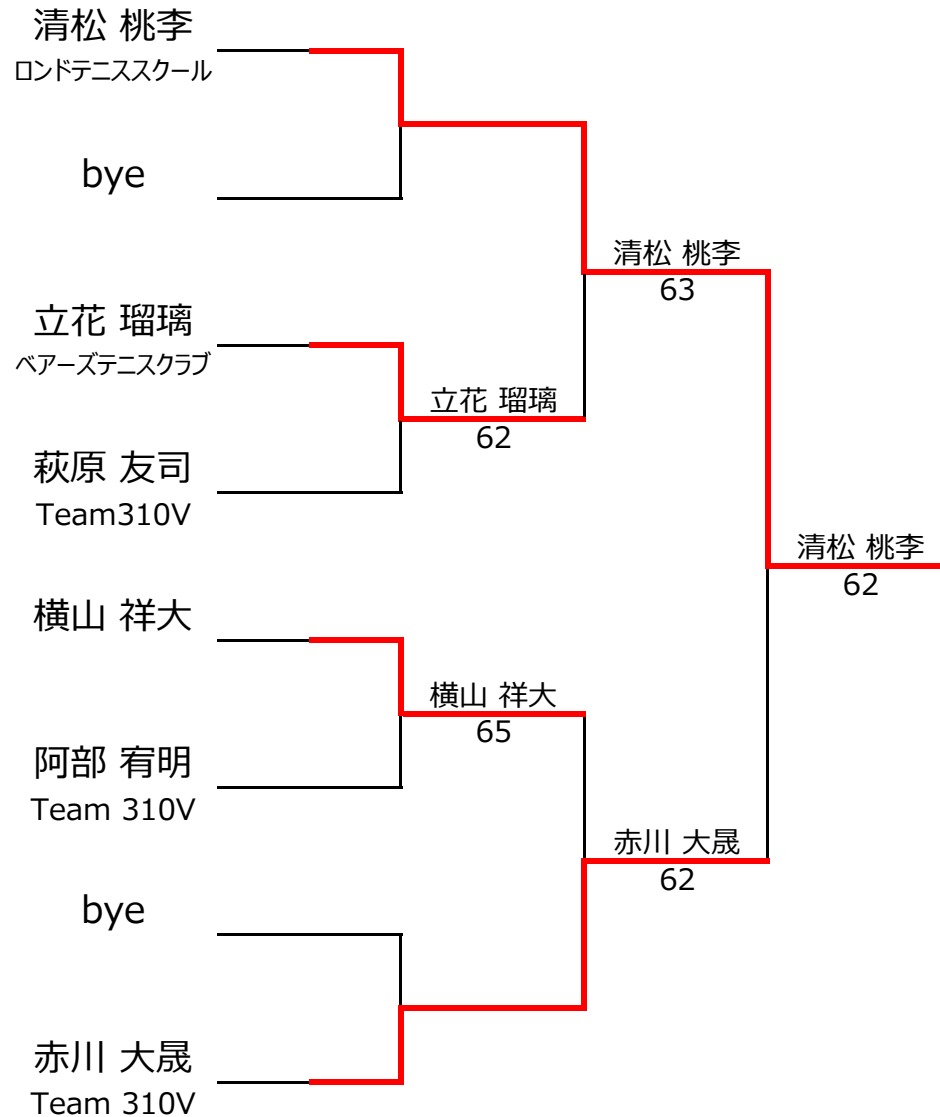 清松 桃李
ロンドテニススクール
bye
清松 桃李
63
立花 瑠璃
ベアーズテニスクラブ
立花 瑠璃
62
萩原 友司
Team310V
清松 桃李
62
横山 祥大
横山 祥大
65
阿部 宥明
Team 310V
赤川 大晟
62
bye
赤川 大晟
Team 310V